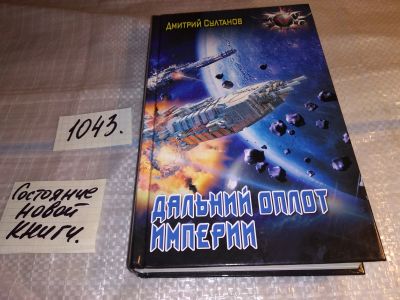 Дмитрий Султанов
1043.
Состояние
новой
книги.
ДАЛЬНИЙ ОПЛОТ
ИМПЕРИИ